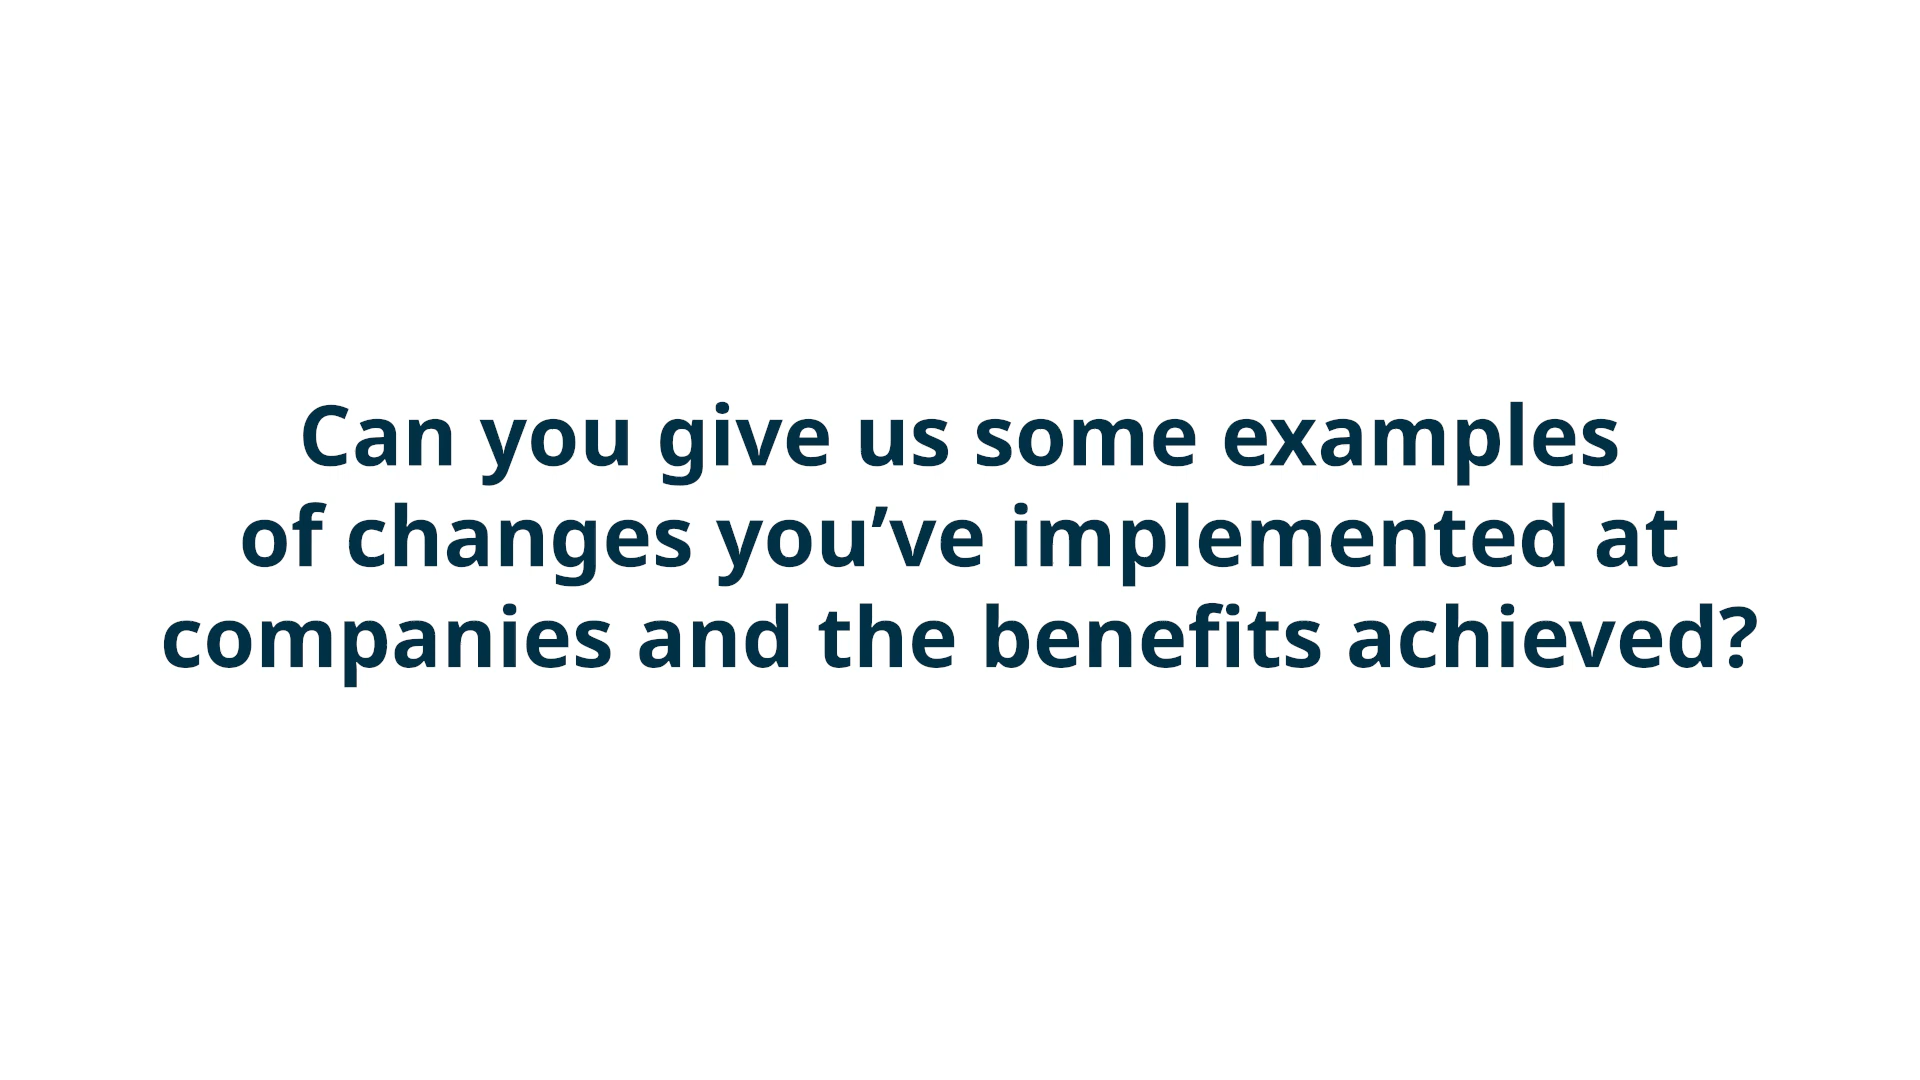 Can you give us some examples
of changes you’ve implemented at
companies and the benefits achieved?